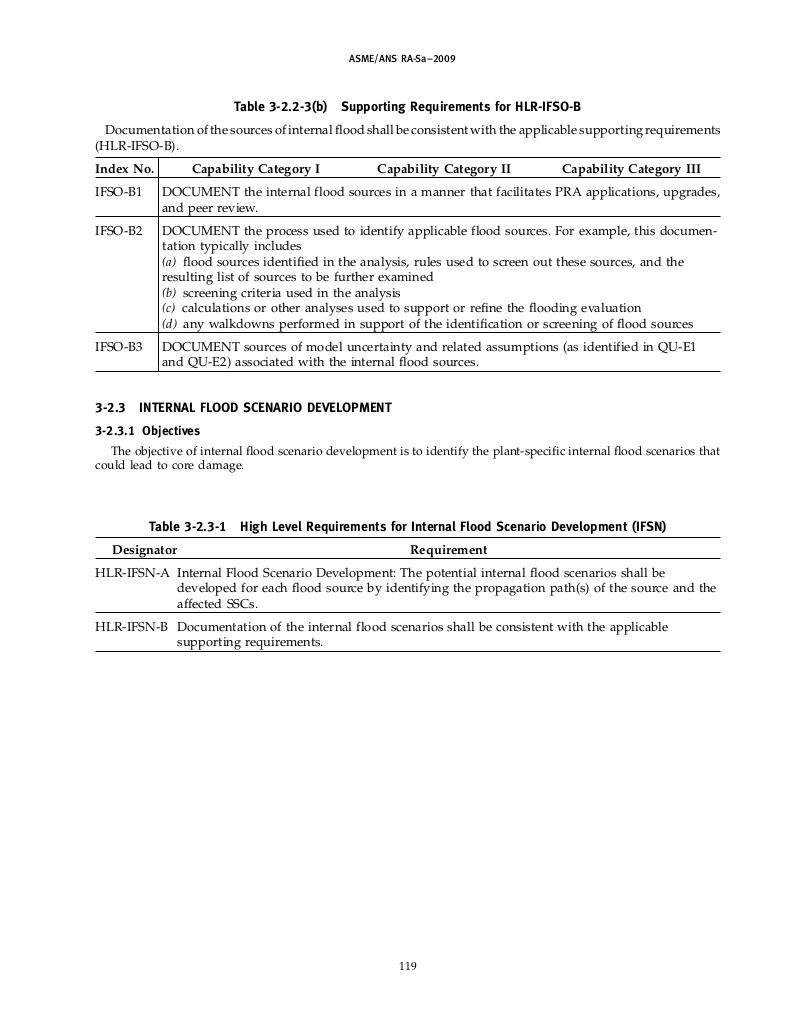 ASME/ANS RA-Sa–2009
Table 3-2.2-3(b) Supporting Requirements for HLR-IFSO-B
Documentation of the sources of internal flood shall be consistent with the applicable supporting requirements
(HLR-IFSO-B).
Index No. Capability Category I Capability Category II Capability Category III
IFSO-B1 DOCUMENT the internal flood sources in a manner that facilitates PRA applications, upgrades,
and peer review.
IFSO-B2 DOCUMENT the process used to identify applicable flood sources. For example, this documen-
tation typically includes
(a) flood sources identified in the analysis, rules used to screen out these sources, and the
resulting list of sources to be further examined
(b) screening criteria used in the analysis
(c) calculations or other analyses used to support or refine the flooding evaluation
(d) any walkdowns performed in support of the identification or screening of flood sources
IFSO-B3 DOCUMENT sources of model uncertainty and related assumptions (as identified in QU-E1
and QU-E2) associated with the internal flood sources.
3-2.3 INTERNAL FLOOD SCENARIO DEVELOPMENT
3-2.3.1 Objectives
The objective of internal flood scenario development is to identify the plant-specific internal flood scenarios that
could lead to core damage.
Table 3-2.3-1 High Level Requirements for Internal Flood Scenario Development (IFSN)
Designator Requirement
HLR-IFSN-A Internal Flood Scenario Development: The potential internal flood scenarios shall be
developed for each flood source by identifying the propagation path(s) of the source and the
affected SSCs.
HLR-IFSN-B Documentation of the internal flood scenarios shall be consistent with the applicable
supporting requirements.
119